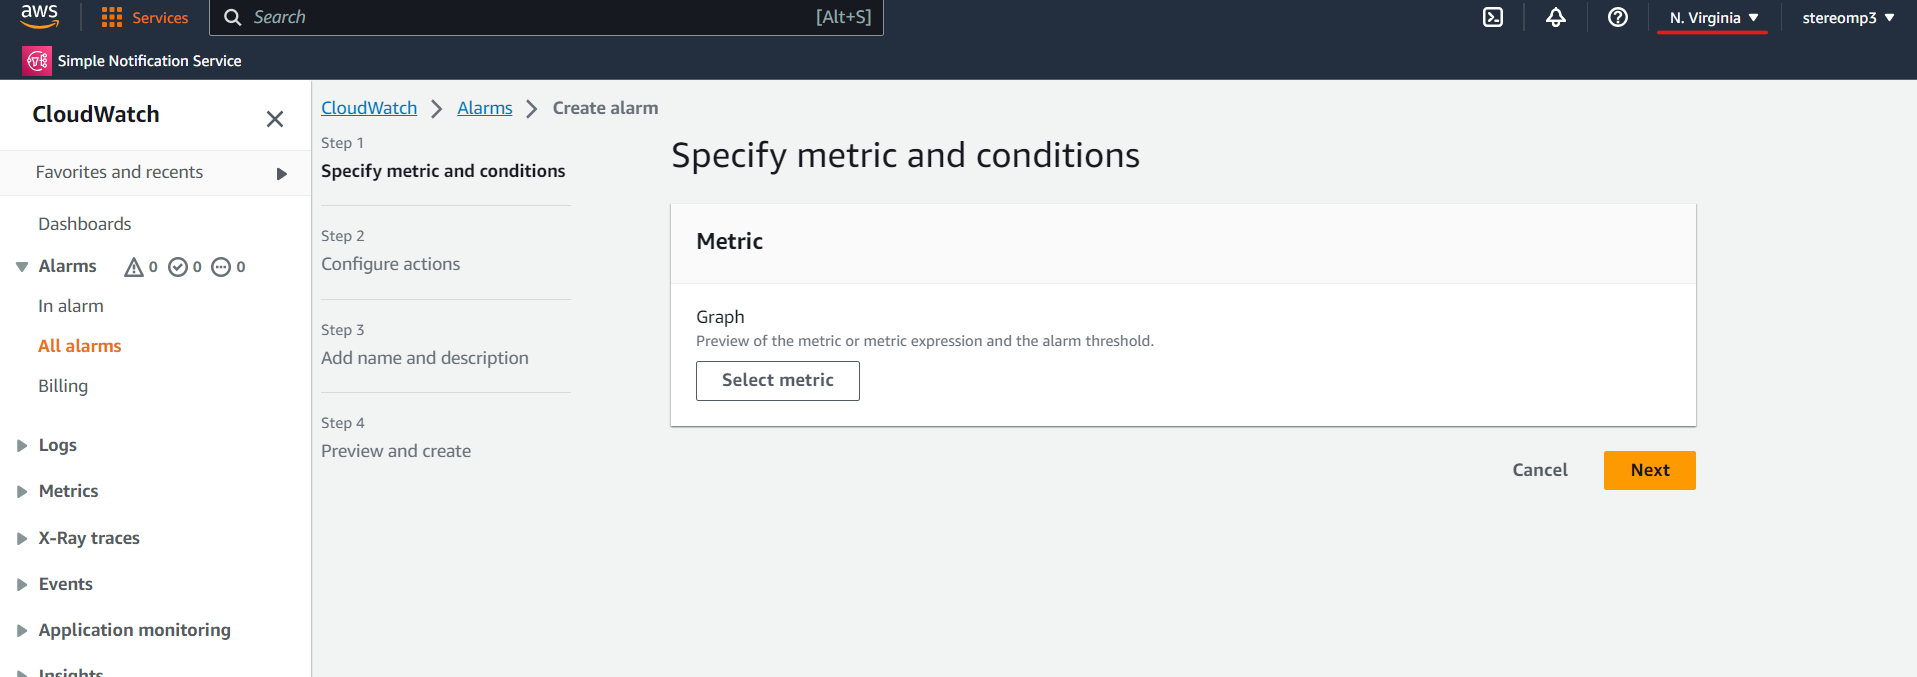 aws
Services
Search
[Alt+S]
N. Virginia
stereomp3
Simple Notification Service
CloudWatch
Favorites and recents
Dashboards
Alarms 0 0 0
In alarm
All alarms
Billing
Logs
Metrics
X-Ray traces
Events
Application monitoring
Insights
CloudWatch
Alarms
Create alarm
Step 1
Specify metric and conditions
Step 2
Configure actions
Step 3
Add name and description
Step 4
Preview and create
Specify metric and conditions
Metric
Graph
Preview of the metric or metric expression and the alarm threshold.
Select metric
Cancel
Next